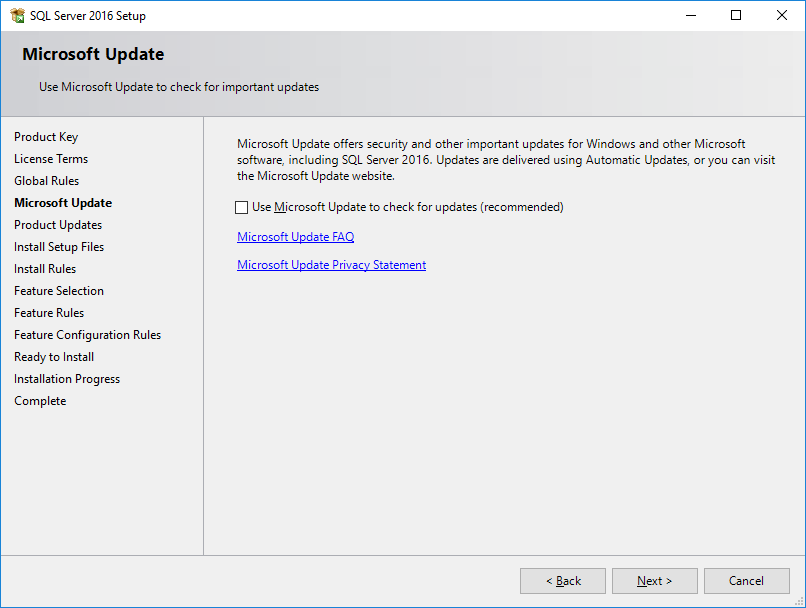 SQL Server 2016 Setup
Microsoft Update
Use Microsoft Update to check for important updates
Product Key
License Terms
Global Rules
Microsoft Update
Product Updates
Install Setup Files
Install Rules
Feature Selection
Feature Rules
Feature Configuration Rules
Ready to Install
Installation Progress
Complete
Microsoft Update offers security and other important updates for Windows and other Microsoft
software, including SQL Server 2016. Updates are delivered using Automatic Updates, or you can visit
the Microsoft Update website.
Use Microsoft Update to check for updates (recommended)
Microsoft Update FAQ
Microsoft Update Privacy Statement
< Back
Next >
Cancel